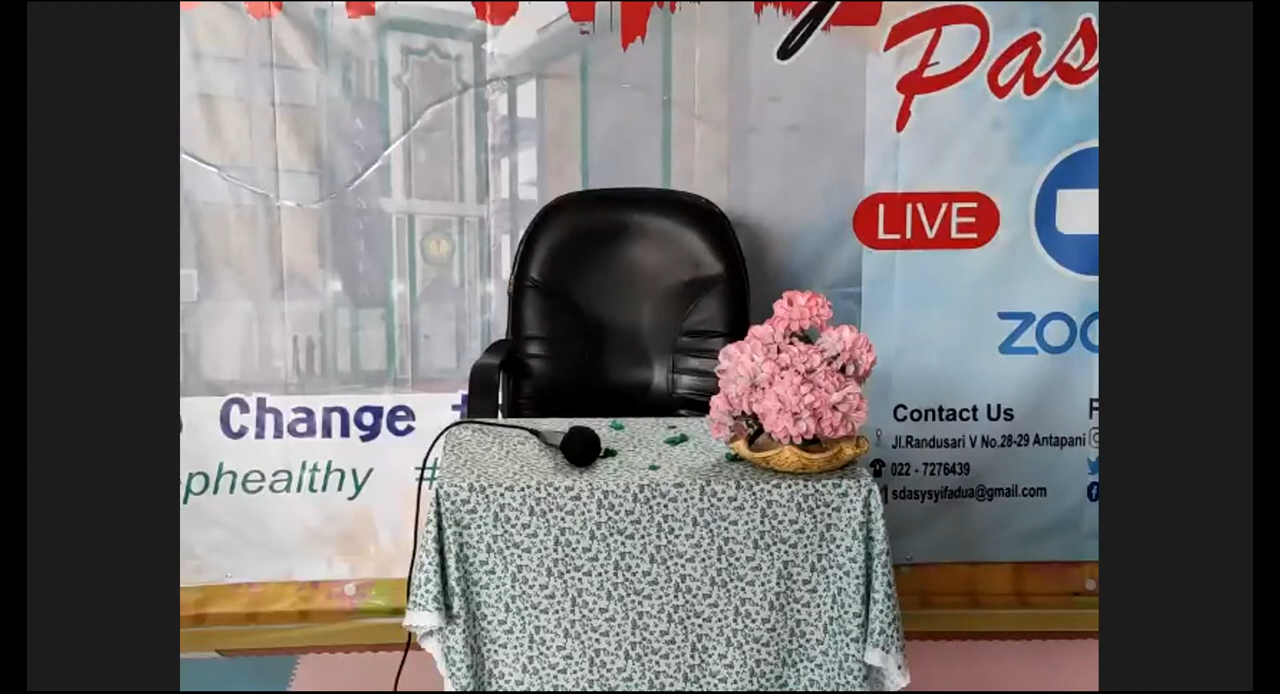 Pas
LIVE
ZOO
Change
phealthy #
Contact Us
Jl.Randusari V No.28-29 Antapani
022 - 7276439
sdasysyifadua@gmail.com